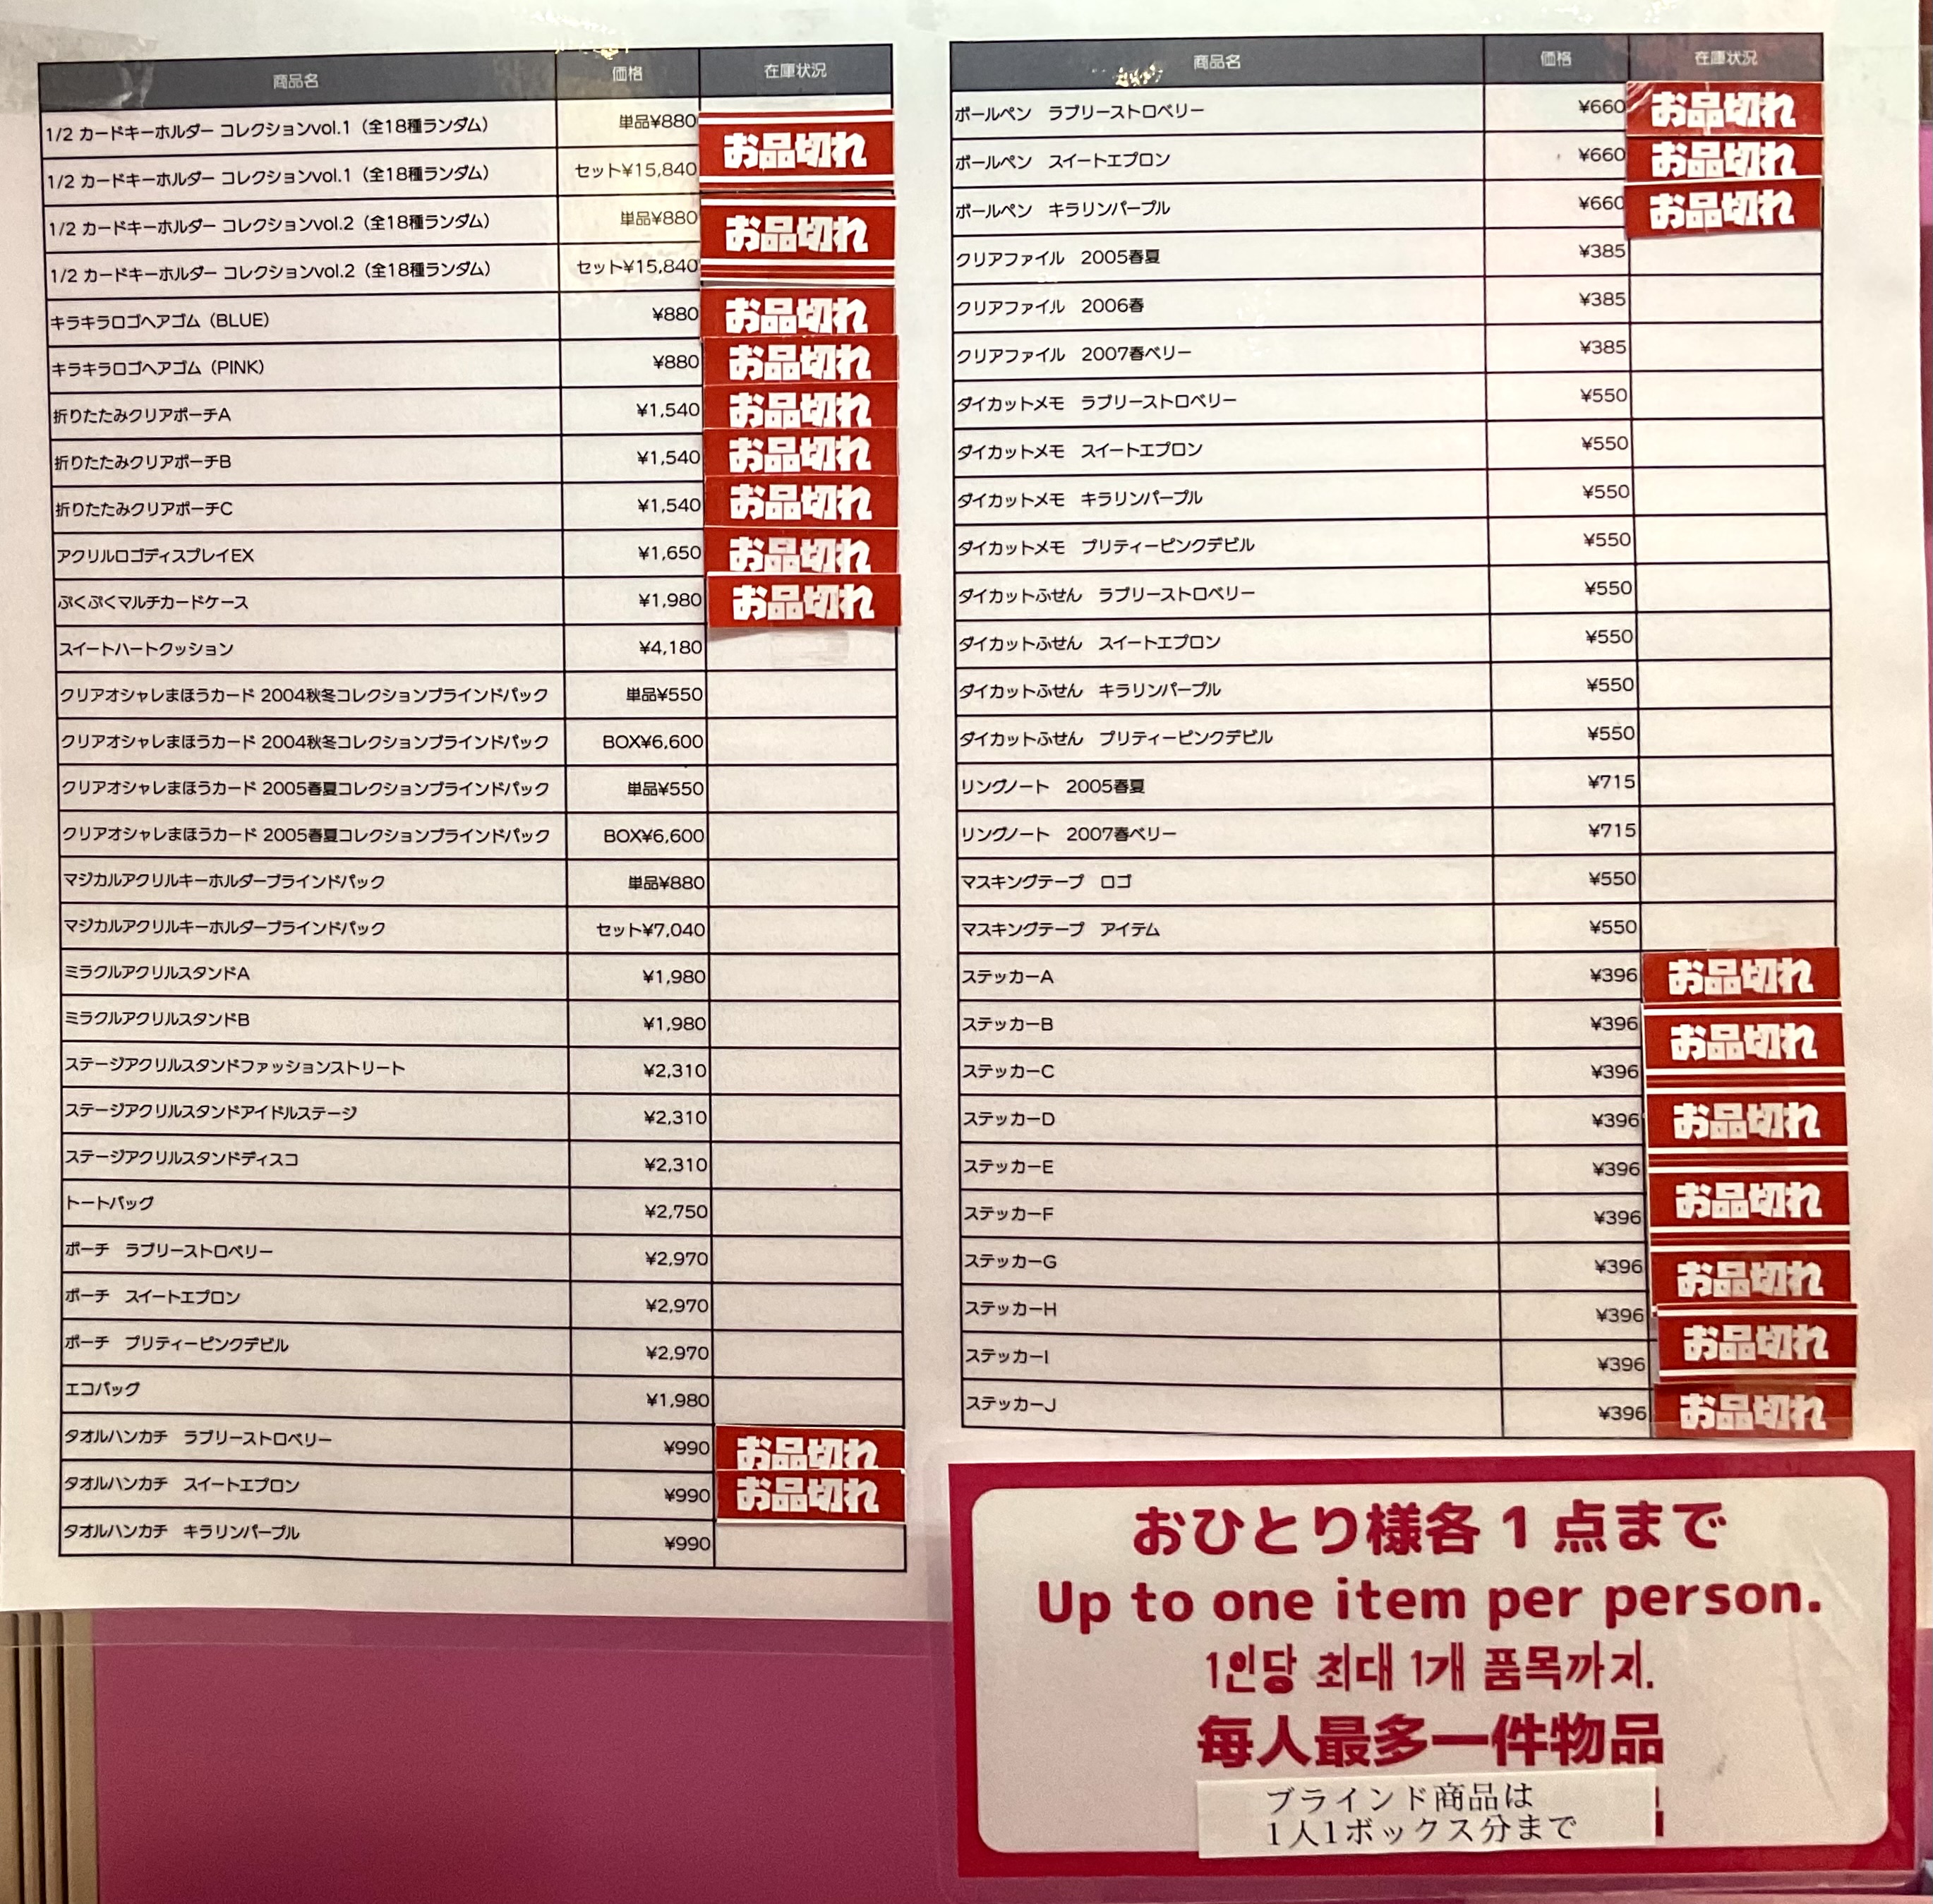 商品名 価格 在庫状況
1/2 カードキーホルダー コレクションvol.1（全18種ランダム） 単品¥880
お品切れ
1/2 カードキーホルダー コレクションvol.1（全18種ランダム） セット¥15,840
1/2 カードキーホルダー コレクションvol.2（全18種ランダム） 単品¥880
お品切れ
1/2 カードキーホルダー コレクションvol.2（全18種ランダム） セット¥15,840
キラキラロゴヘアゴム（BLUE） ¥880 お品切れ
キラキラロゴヘアゴム（PINK） ¥880 お品切れ
折りたたみクリアポーチA ¥1,540 お品切れ
折りたたみクリアポーチB ¥1,540 お品切れ
折りたたみクリアポーチC ¥1,540 お品切れ
アクリルロゴディスプレイEX ¥1,650 お品切れ
ぷくぷくマルチカードケース ¥1,980 お品切れ
スイートハートクッション ¥4,180
クリアオシャレまほうカード 2004秋冬コレクションブラインドパック 単品¥550
クリアオシャレまほうカード 2004秋冬コレクションブラインドパック BOX¥6,600
クリアオシャレまほうカード 2005春夏コレクションブラインドパック 単品¥550
クリアオシャレまほうカード 2005春夏コレクションブラインドパック BOX¥6,600
マジカルアクリルキーホルダーブラインドパック 単品¥880
マジカルアクリルキーホルダーブラインドパック セット¥7,040
ミラクルアクリルスタンドA ¥1,980
ミラクルアクリルスタンドB ¥1,980
ステージアクリルスタンドファッションストリート ¥2,310
ステージアクリルスタンドアイドルステージ ¥2,310
ステージアクリルスタンドディスコ ¥2,310
トートバッグ ¥2,750
ポーチ　ラブリーストロベリー ¥2,970
ポーチ　スイートエプロン ¥2,970
ポーチ　プリティーピンクデビル ¥2,970
エコバッグ ¥1,980
タオルハンカチ　ラブリーストロベリー ¥990 お品切れ
タオルハンカチ　スイートエプロン ¥990 お品切れ
タオルハンカチ　キラリンパープル ¥990
商品名 価格 在庫状況
ボールペン　ラブリーストロベリー ¥660 お品切れ
ボールペン　スイートエプロン ¥660 お品切れ
ボールペン　キラリンパープル ¥660 お品切れ
クリアファイル　2005春夏 ¥385
クリアファイル　2006春 ¥385
クリアファイル　2007春ベリー ¥385
ダイカットメモ　ラブリーストロベリー ¥550
ダイカットメモ　スイートエプロン ¥550
ダイカットメモ　キラリンパープル ¥550
ダイカットメモ　プリティーピンクデビル ¥550
ダイカットふせん　ラブリーストロベリー ¥550
ダイカットふせん　スイートエプロン ¥550
ダイカットふせん　キラリンパープル ¥550
ダイカットふせん　プリティーピンクデビル ¥550
リングノート　2005春夏 ¥715
リングノート　2007春ベリー ¥715
マスキングテープ　ロゴ ¥550
マスキングテープ　アイテム ¥550
ステッカーA ¥396 お品切れ
ステッカーB ¥396 お品切れ
ステッカーC ¥396
ステッカーD ¥396 お品切れ
ステッカーE ¥396
ステッカーF ¥396 お品切れ
ステッカーG ¥396 お品切れ
ステッカーH ¥396
ステッカーI ¥396 お品切れ
ステッカーJ ¥396 お品切れ
おひとり様各1点まで
Up to one item per person.
1인당 최대 1개 품목까지.
每人最多一件物品
ブラインド商品は
1人1ボックス分まで